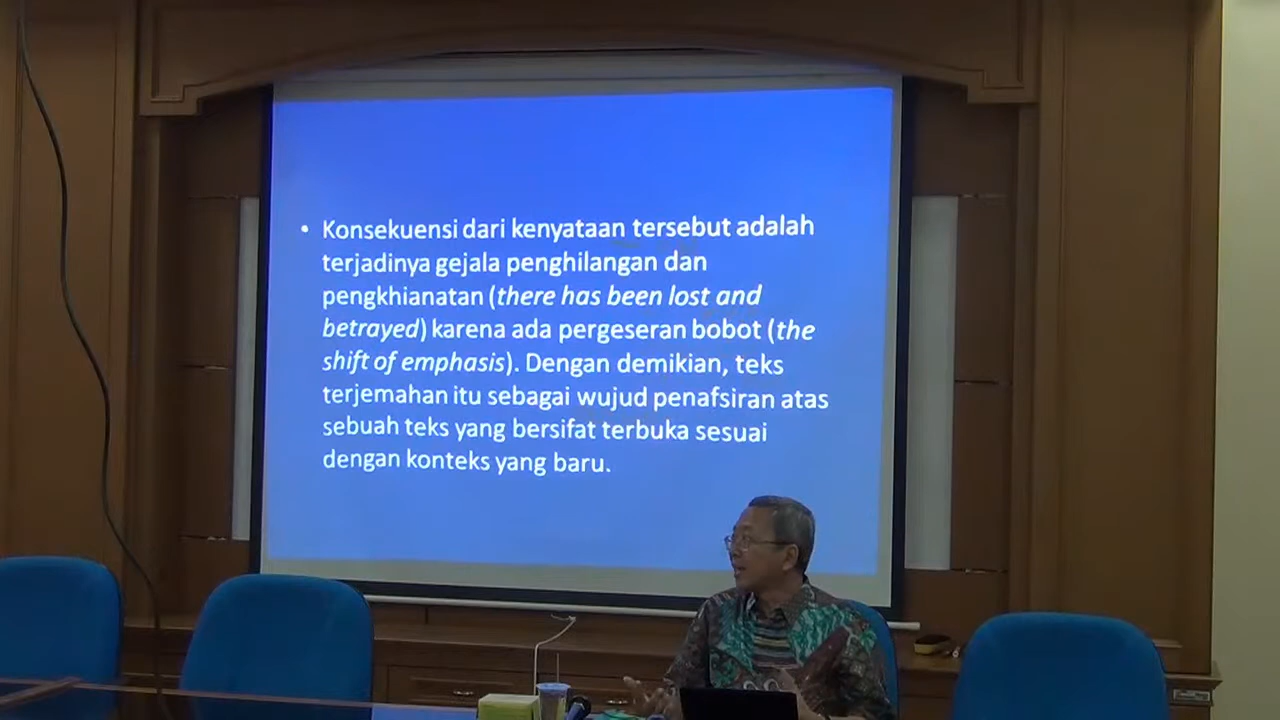 • Konsekuensi dari kenyataan tersebut adalah
terjadinya gejala penghilangan dan
pengkhianatan (there has been lost and
betrayed) karena ada pergeseran bobot (the
shift of emphasis). Dengan demikian, teks
terjemahan itu sebagai wujud penafsiran atas
sebuah teks yang bersifat terbuka sesuai
dengan konteks yang baru.